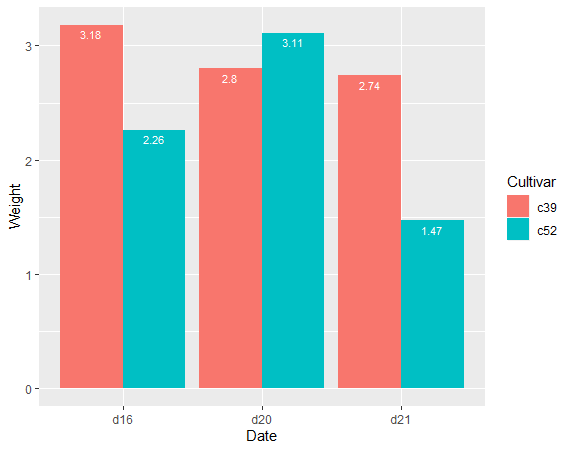 3
2
1
0
Weight
3.18
2.26
2.8
3.11
2.74
1.47
d16
d20
d21
Date
Cultivar
c39
c52